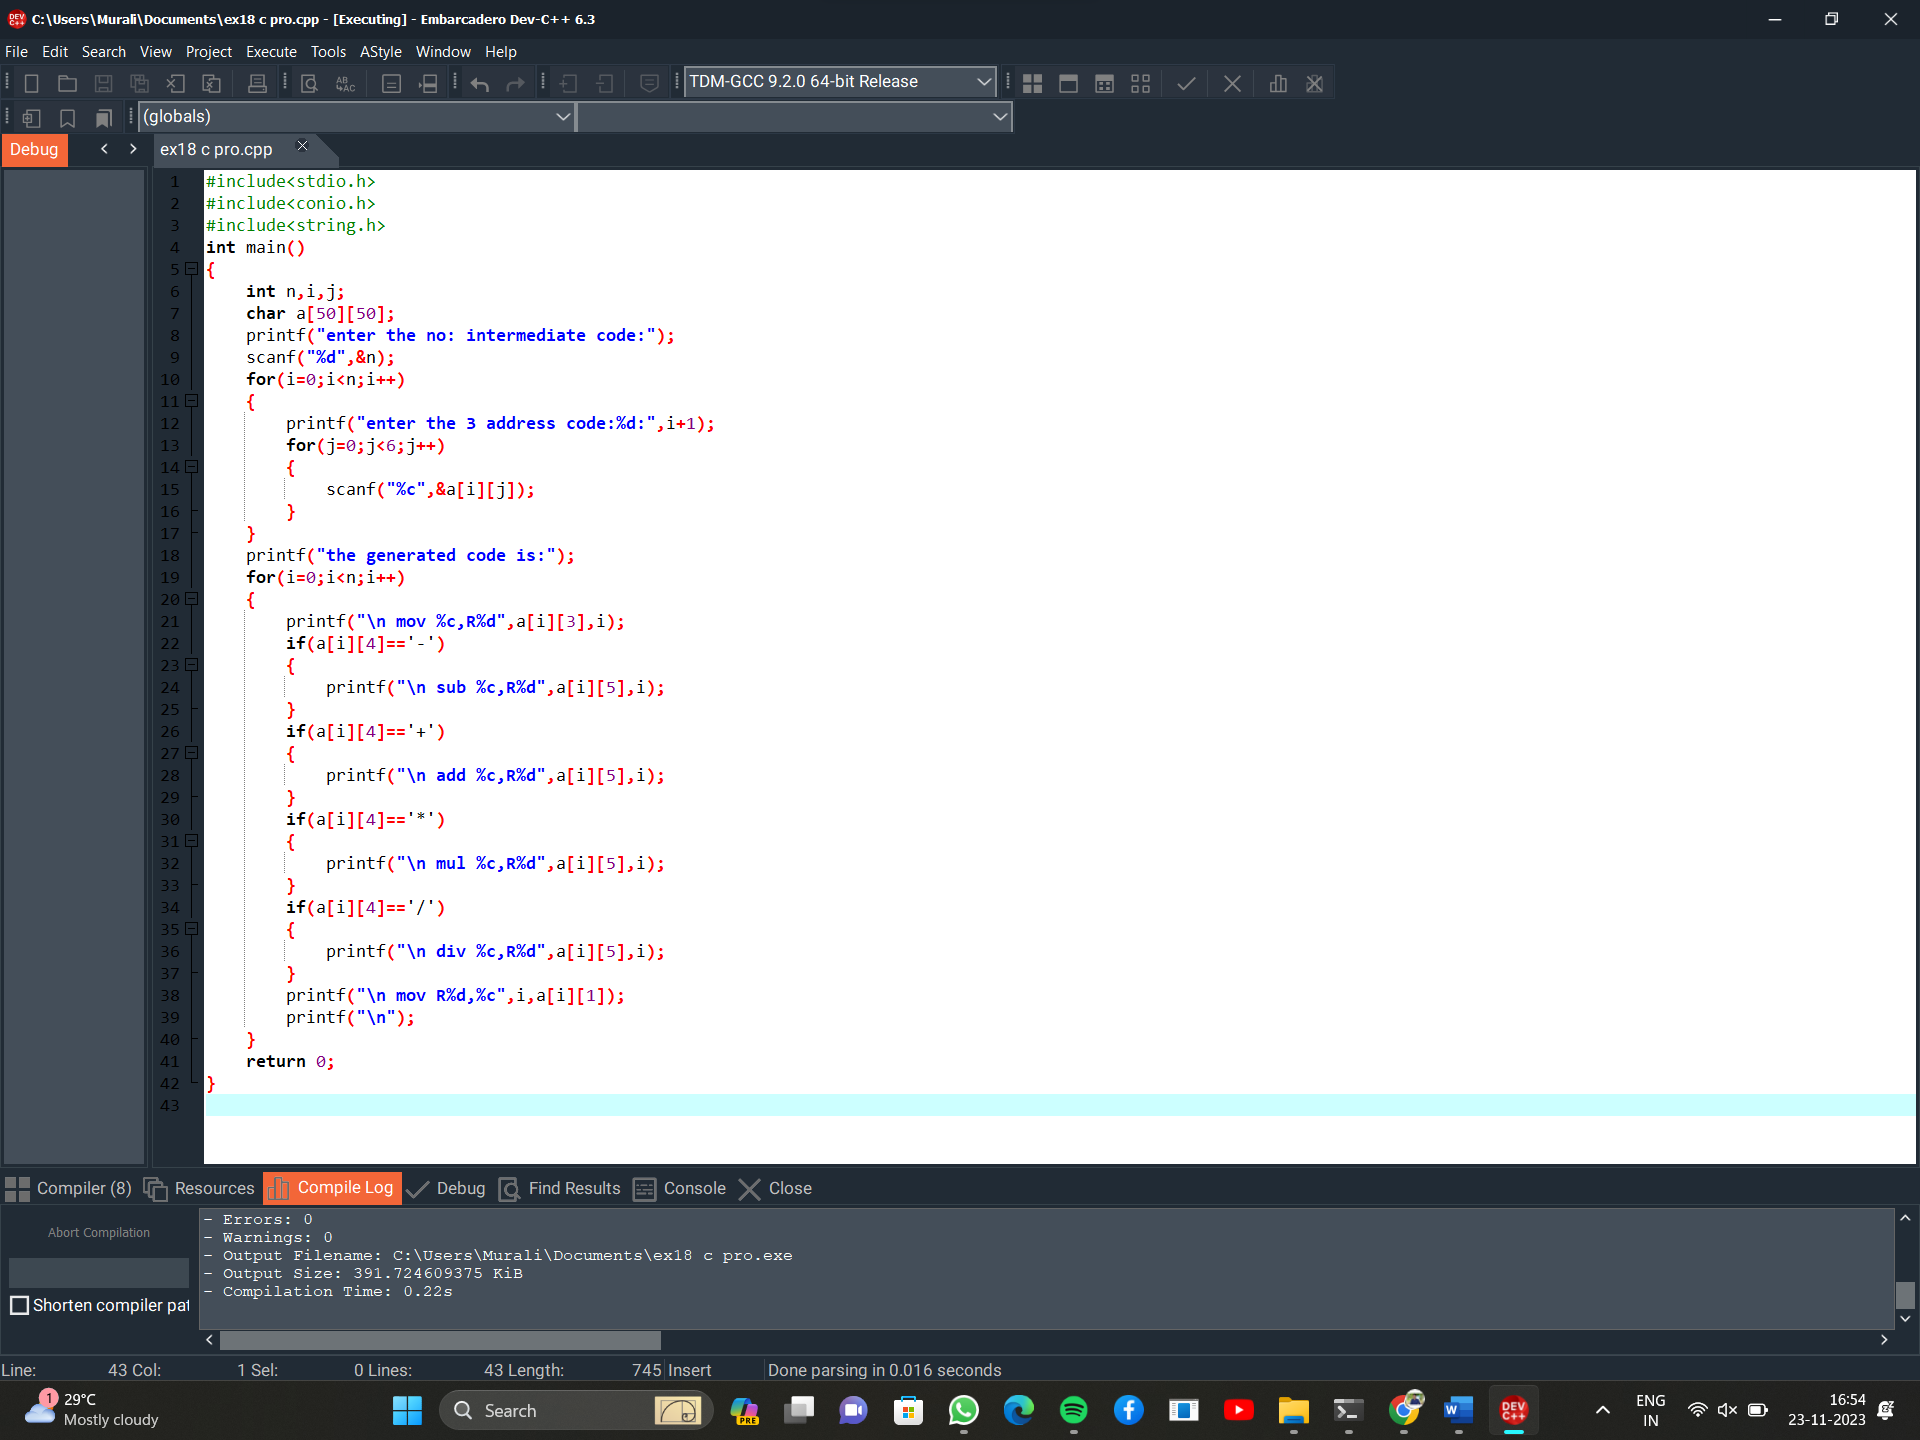 C:\Users\Murali\Documents\ex18 c pro.cpp - [Executing] - Embarcadero Dev-C++ 6.3
File Edit Search View Project Execute Tools AStyle Window Help
TDM-GCC 9.2.0 64-bit Release
(globals)
Debug
ex18 c pro.cpp
1 #include<stdio.h>
2 #include<conio.h>
3 #include<string.h>
4 int main()
5 {
6 int n,i,j;
7 char a[50][50];
8 printf("enter the no: intermediate code:");
9 scanf("%d",&n);
10 for(i=0;i<n;i++)
11 {
12 printf("enter the 3 address code:%d:",i+1);
13 for(j=0;j<6;j++)
14 {
15 scanf("%c",&a[i][j]);
16 }
17 }
18 printf("the generated code is:");
19 for(i=0;i<n;i++)
20 {
21 printf("\n mov %c,R%d",a[i][3],i);
22 if(a[i][4]=='-')
23 {
24 printf("\n sub %c,R%d",a[i][5],i);
25 }
26 if(a[i][4]=='+')
27 {
28 printf("\n add %c,R%d",a[i][5],i);
29 }
30 if(a[i][4]=='*')
31 {
32 printf("\n mul %c,R%d",a[i][5],i);
33 }
34 if(a[i][4]=='/')
35 {
36 printf("\n div %c,R%d",a[i][5],i);
37 }
38 printf("\n mov R%d,%c",i,a[i][1]);
39 printf("\n");
40 }
41 return 0;
42 }
43
Compiler (8) Resources Compile Log Debug Find Results Console Close
Abort Compilation
Shorten compiler pat
- Errors: 0
- Warnings: 0
- Output Filename: C:\Users\Murali\Documents\ex18 c pro.exe
- Output Size: 391.724609375 KiB
- Compilation Time: 0.22s
Line: 43 Col: 1 Sel: 0 Lines: 43 Length: 745 Insert Done parsing in 0.016 seconds
1
29°C
Mostly cloudy
Search
PRE
DEV C++
ENG
IN
16:54
23-11-2023